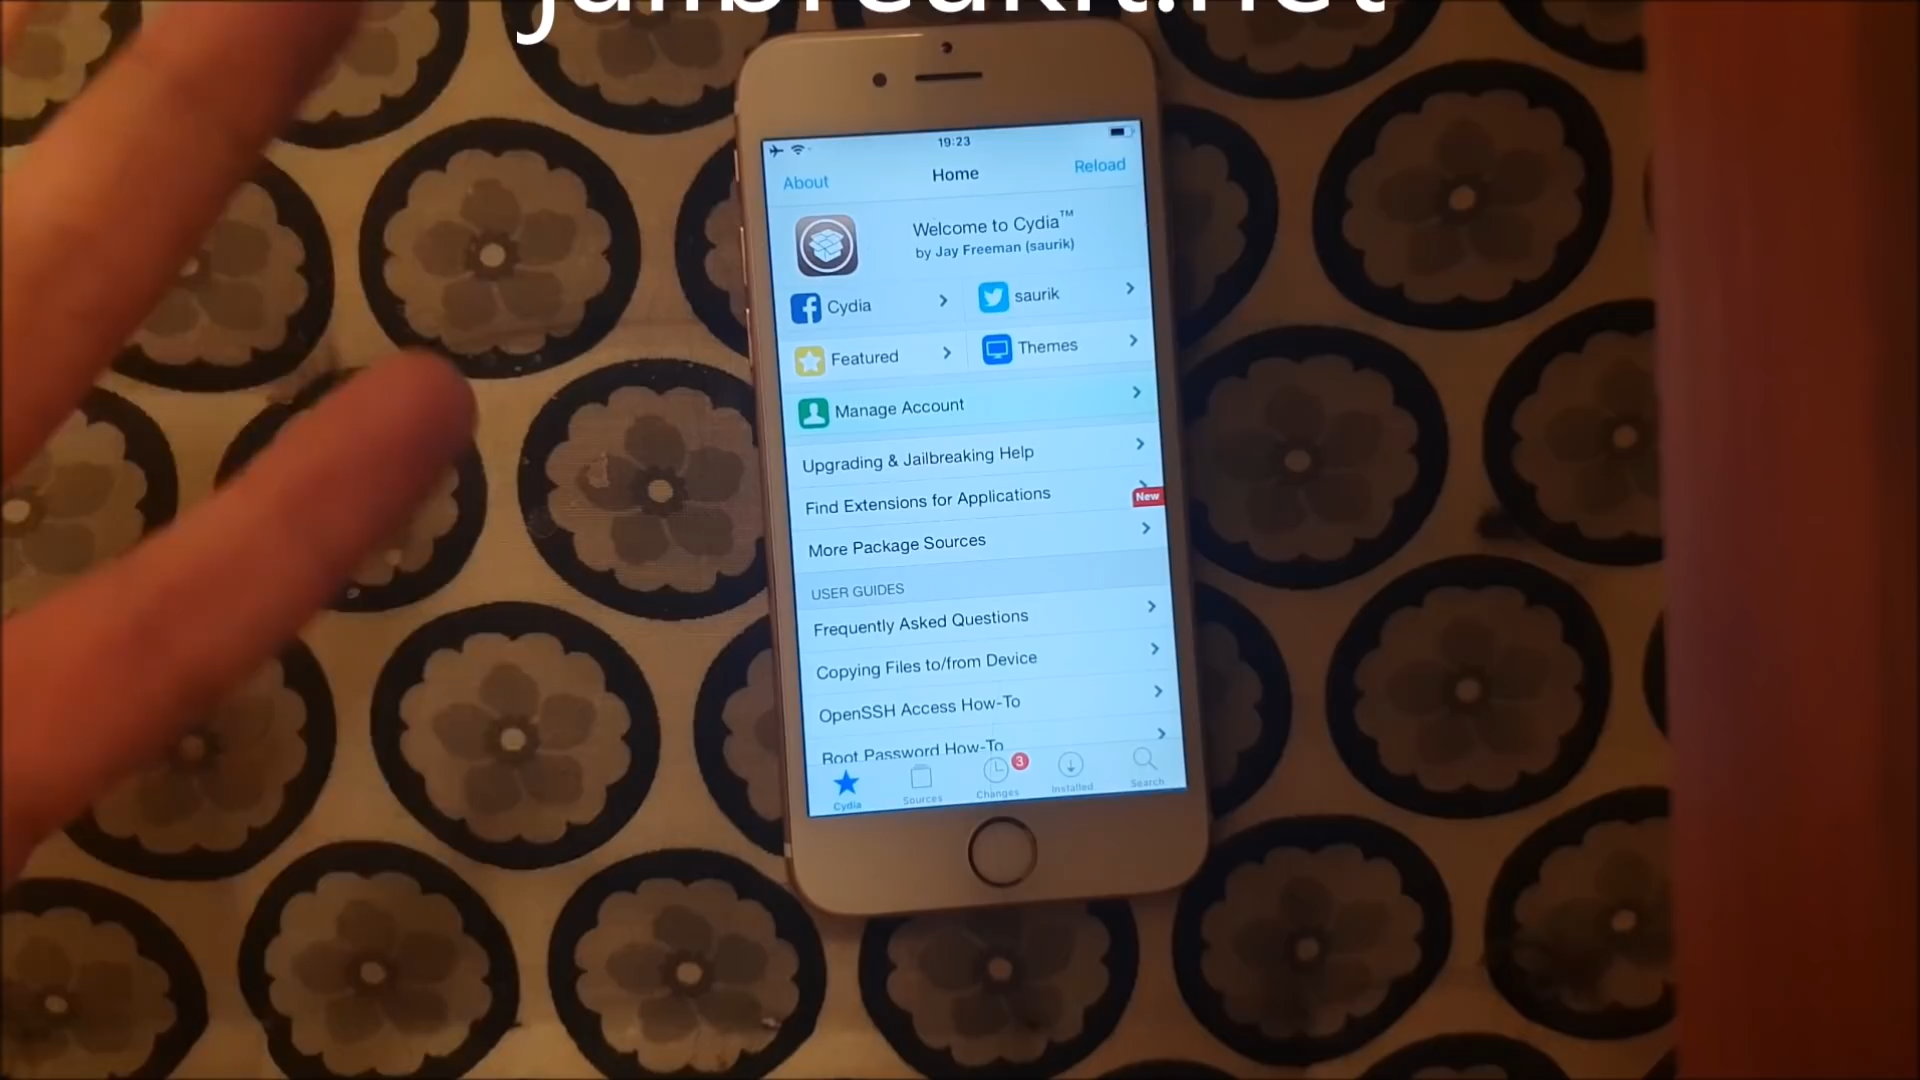 jailbreakit.net
19:23
About Home Reload
Welcome to Cydia™
by Jay Freeman (saurik)
Cydia
saurik
Featured
Themes
Manage Account
Upgrading & Jailbreaking Help
Find Extensions for Applications
New
More Package Sources
USER GUIDES
Frequently Asked Questions
Copying Files to/from Device
OpenSSH Access How-To
Root Password How-To
3
Cydia Sources Changes Installed Search